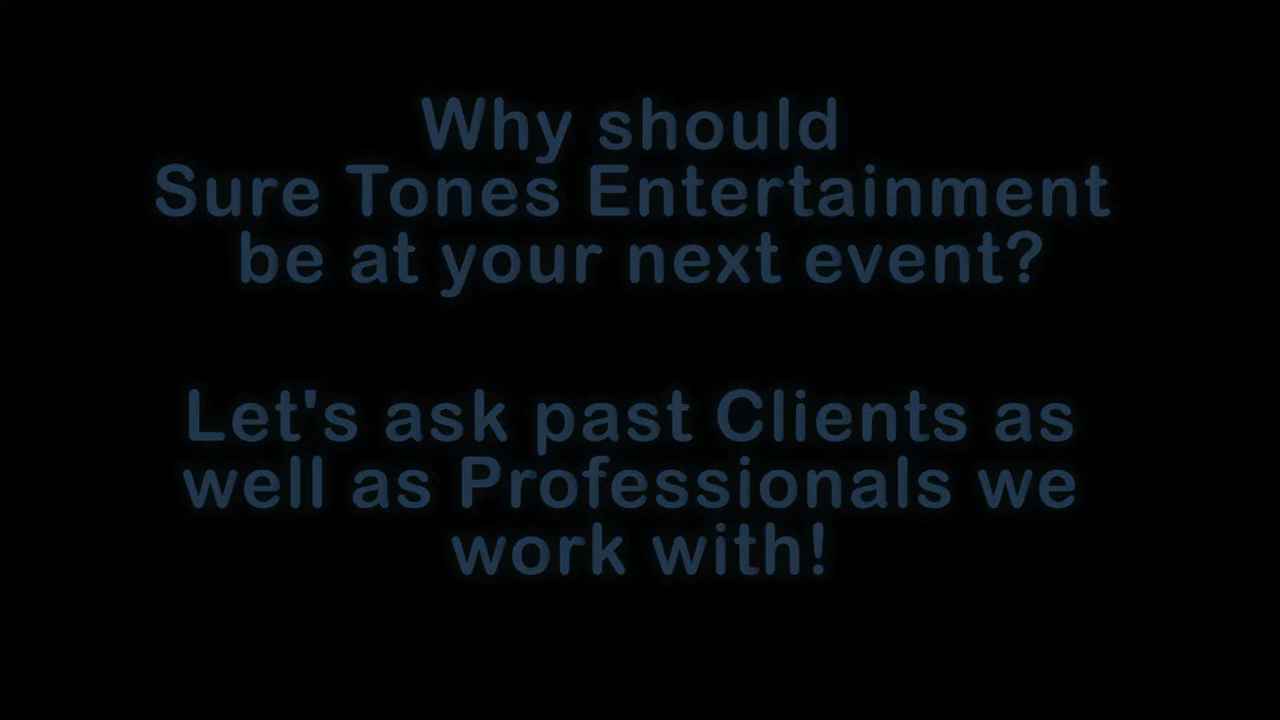 Why should
Sure Tones Entertainment
be at your next event?
Let's ask past Clients as
well as Professionals we
work with!